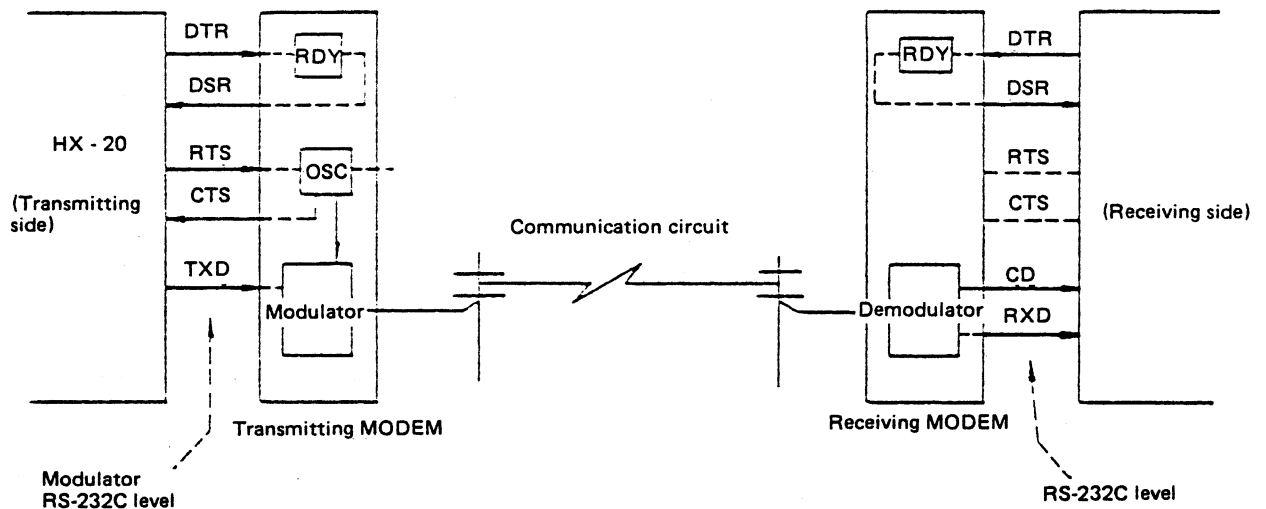 DTR
RDY
DSR
HX - 20
RTS
OSC
CTS
(Transmitting
side)
TXD
Modulator
Transmitting MODEM
Modulator
RS-232C level
Communication circuit
RDY
DTR
DSR
RTS
CTS
(Receiving side)
CD
Demodulator
RXD
Receiving MODEM
RS-232C level